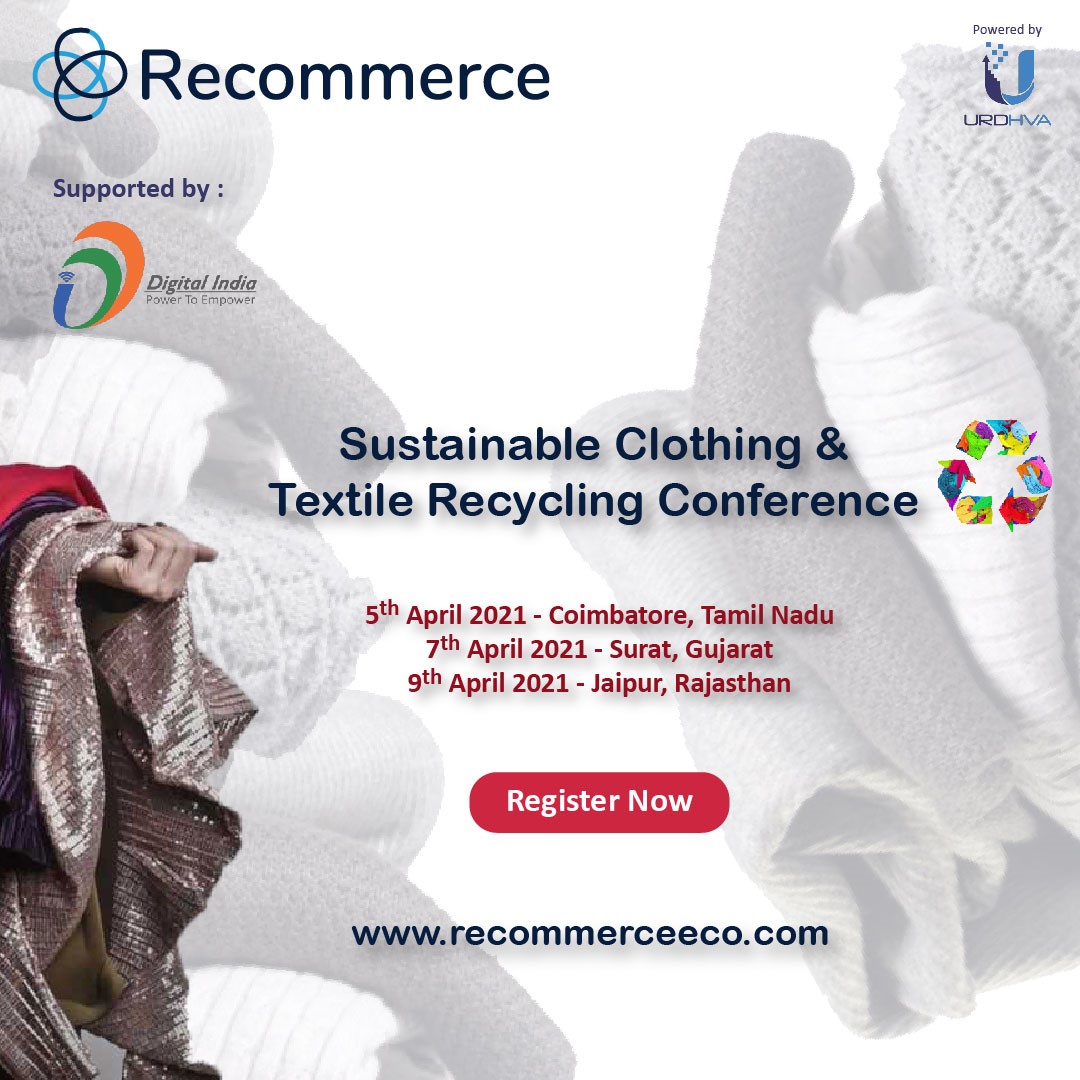 Recommerce
Powered by
URDHVA
Supported by :
Digital India
Power To Empower
Sustainable Clothing &
Textile Recycling Conference
5th April 2021 - Coimbatore, Tamil Nadu
7th April 2021 - Surat, Gujarat
9th April 2021 - Jaipur, Rajasthan
Register Now
www.recommerceeco.com